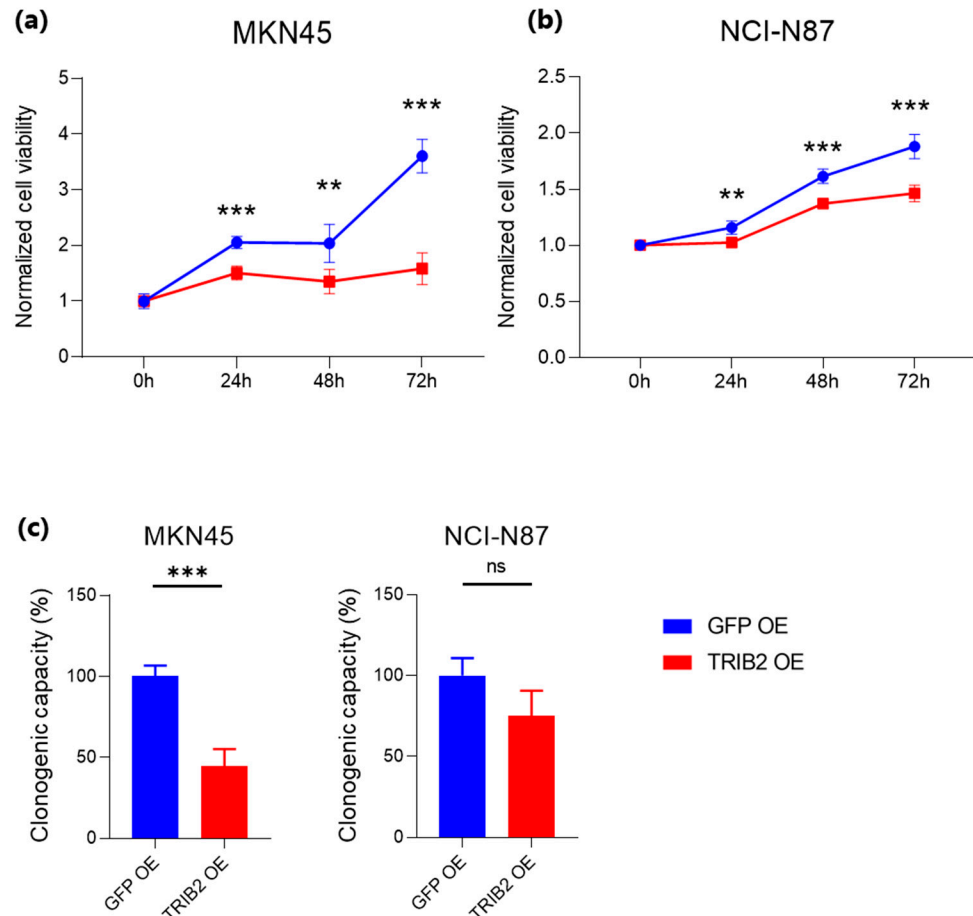 (a)
MKN45
Normalized cell viability
5
4
3
2
1
0
***
**
***
0h 24h 48h 72h
(b)
NCI-N87
Normalized cell viability
2.5
2.0
1.5
1.0
0.5
0.0
**
***
***
0h 24h 48h 72h
(c)
MKN45
***
Clonogenic capacity (%)
150
100
50
0
GFP OE
TRIB2 OE
NCI-N87
ns
Clonogenic capacity (%)
150
100
50
0
GFP OE
TRIB2 OE
GFP OE
TRIB2 OE